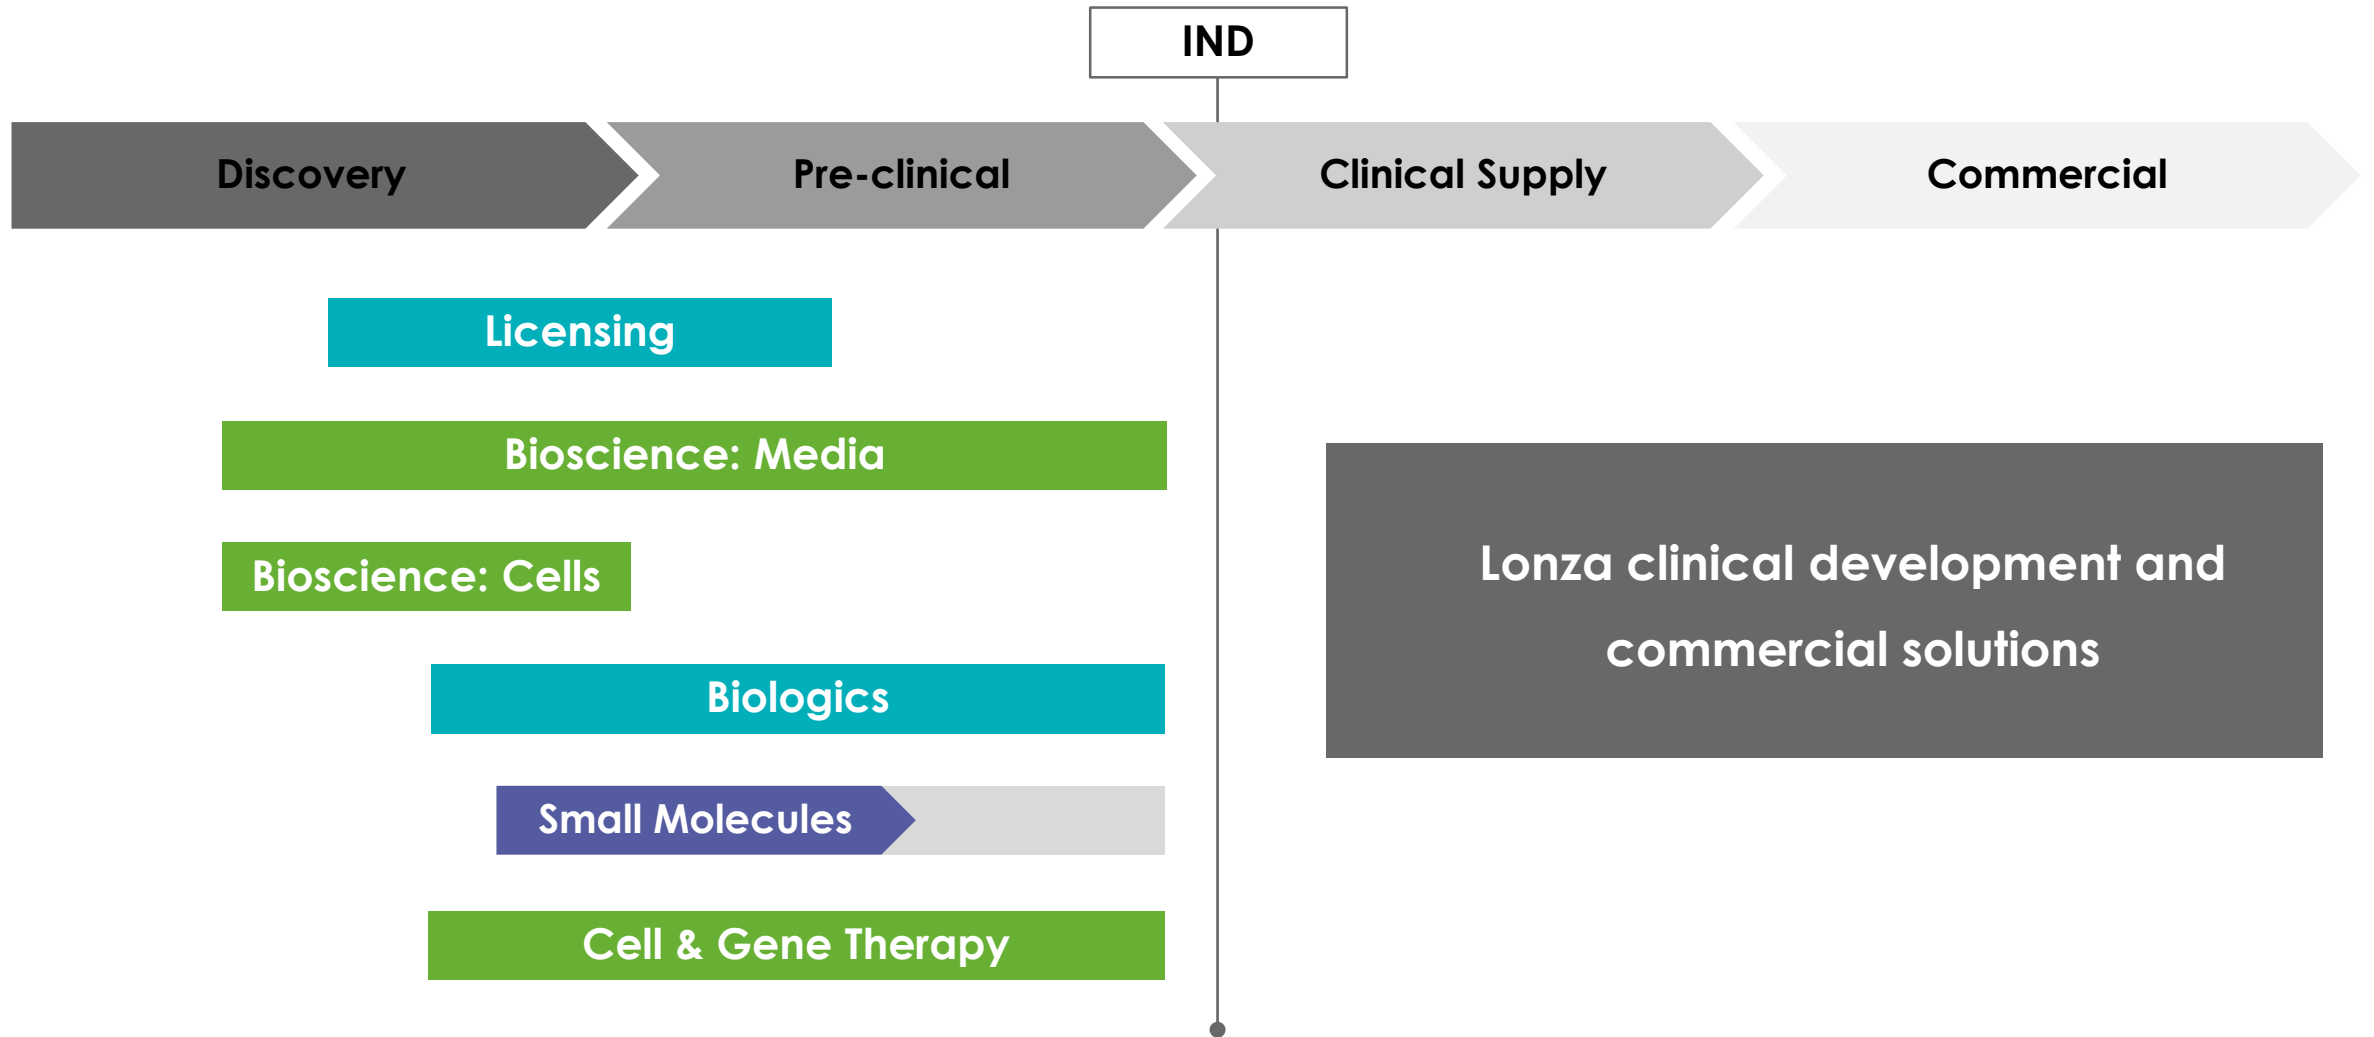 IND
Discovery
Pre-clinical
Clinical Supply
Commercial
Licensing
Bioscience: Media
Bioscience: Cells
Biologics
Small Molecules
Cell & Gene Therapy
Lonza clinical development and
commercial solutions